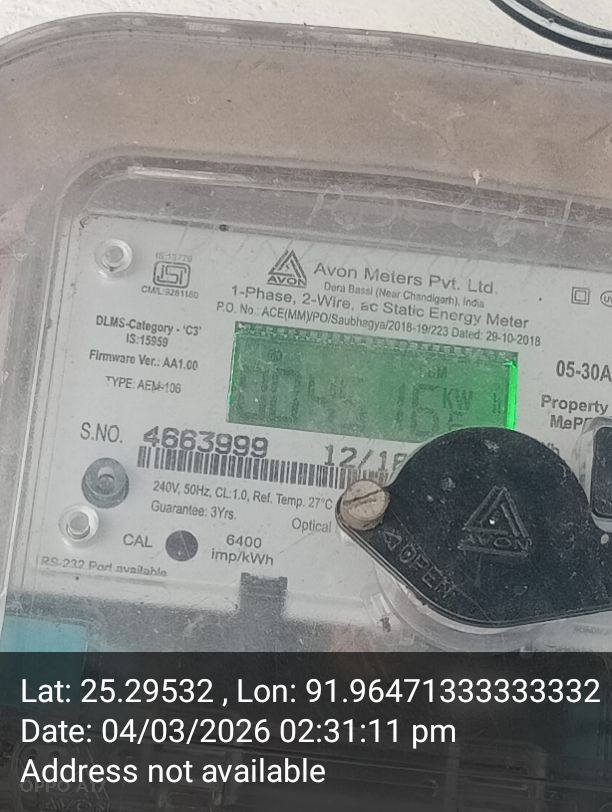 IS:13779
CM/L:9281180
AVON
Avon Meters Pvt. Ltd.
Dera Bassi (Near Chandigarh), India
1-Phase, 2-Wire, ac Static Energy Meter
P.O. No.: ACE(MM)/PO/Saubhagya/2018-19/223 Dated: 29-10-2018
DLMS-Category - 'C3'
IS:15959
Firmware Ver.: AA1.00
TYPE: AEM-106
KW
05-30A
Property
S.NO. 4663999
12/18
240V, 50Hz, CL:1.0, Ref. Temp. 27°C
Guarantee: 3Yrs.
Optical
CAL
6400
imp/kWh
RS-232 Port available
AVON
OPEN
Lat: 25.29532 , Lon: 91.96471333333332
Date: 04/03/2026 02:31:11 pm
Address not available